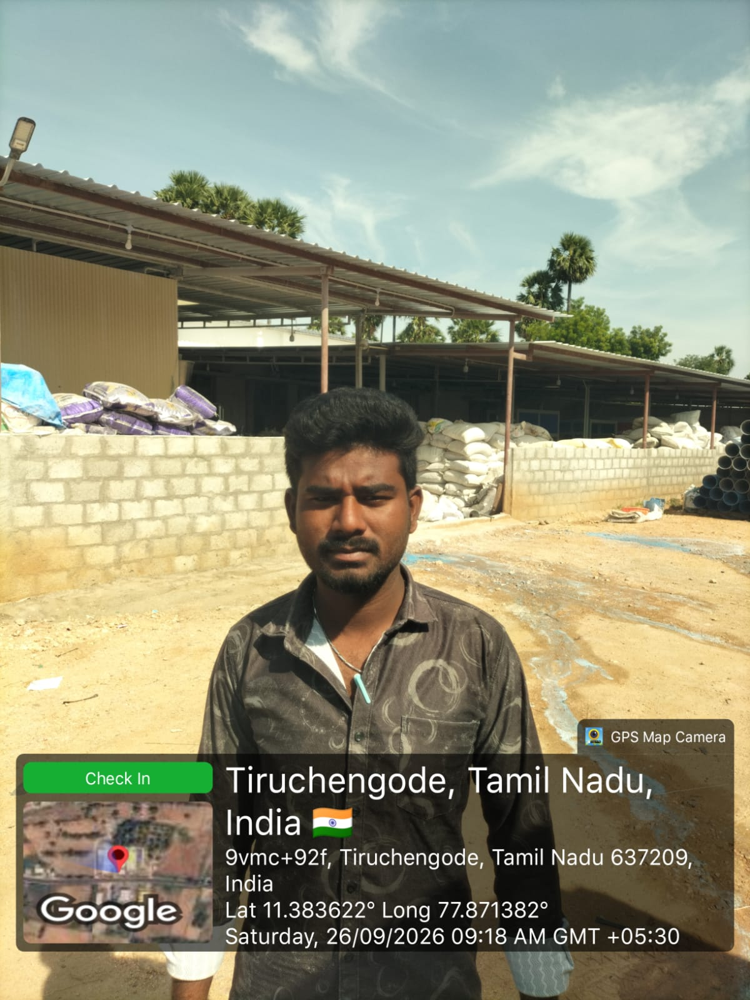 GPS Map Camera
Check In
Tiruchengode, Tamil Nadu,
India
9vmc+92f, Tiruchengode, Tamil Nadu 637209,
India
Lat 11.383622° Long 77.871382°
Saturday, 26/09/2026 09:18 AM GMT +05:30
Google